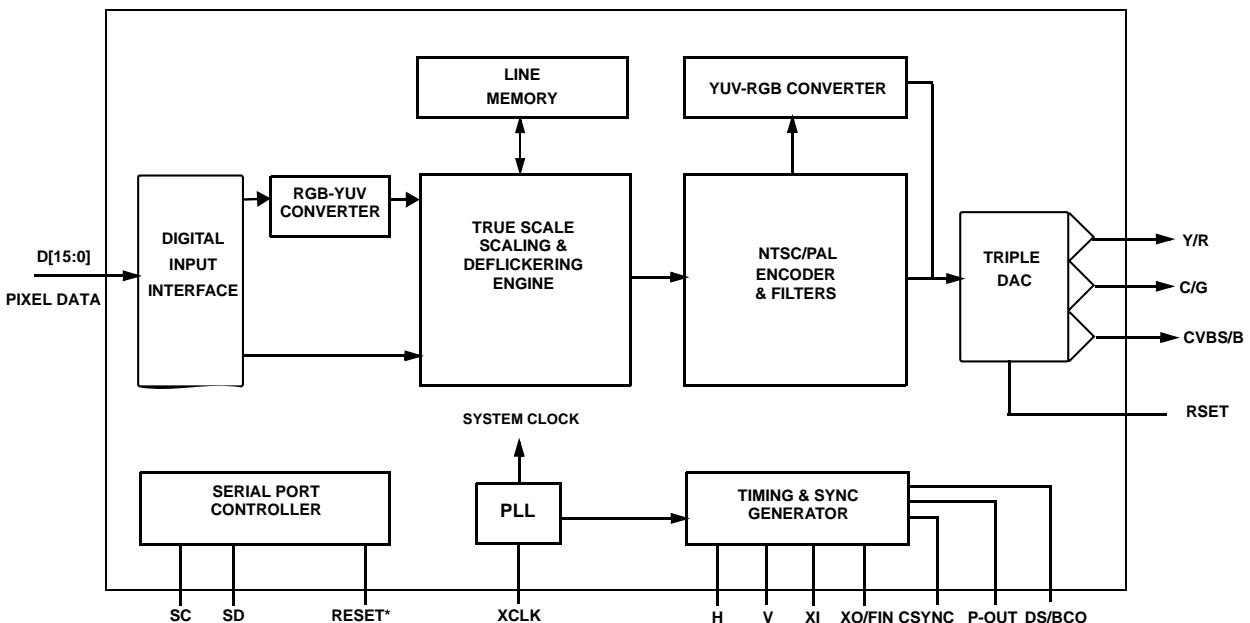 LINE
MEMORY
YUV-RGB CONVERTER
D[15:0]
PIXEL DATA
DIGITAL
INPUT
INTERFACE
RGB-YUV
CONVERTER
TRUE SCALE
SCALING &
DEFLICKERING
ENGINE
NTSC/PAL
ENCODER
& FILTERS
TRIPLE
DAC
Y/R
C/G
CVBS/B
RSET
SYSTEM CLOCK
SERIAL PORT
CONTROLLER
PLL
TIMING & SYNC
GENERATOR
SC
SD
RESET*
XCLK
H
V
XI
XO/FIN
CSYNC
P-OUT
DS/BCO